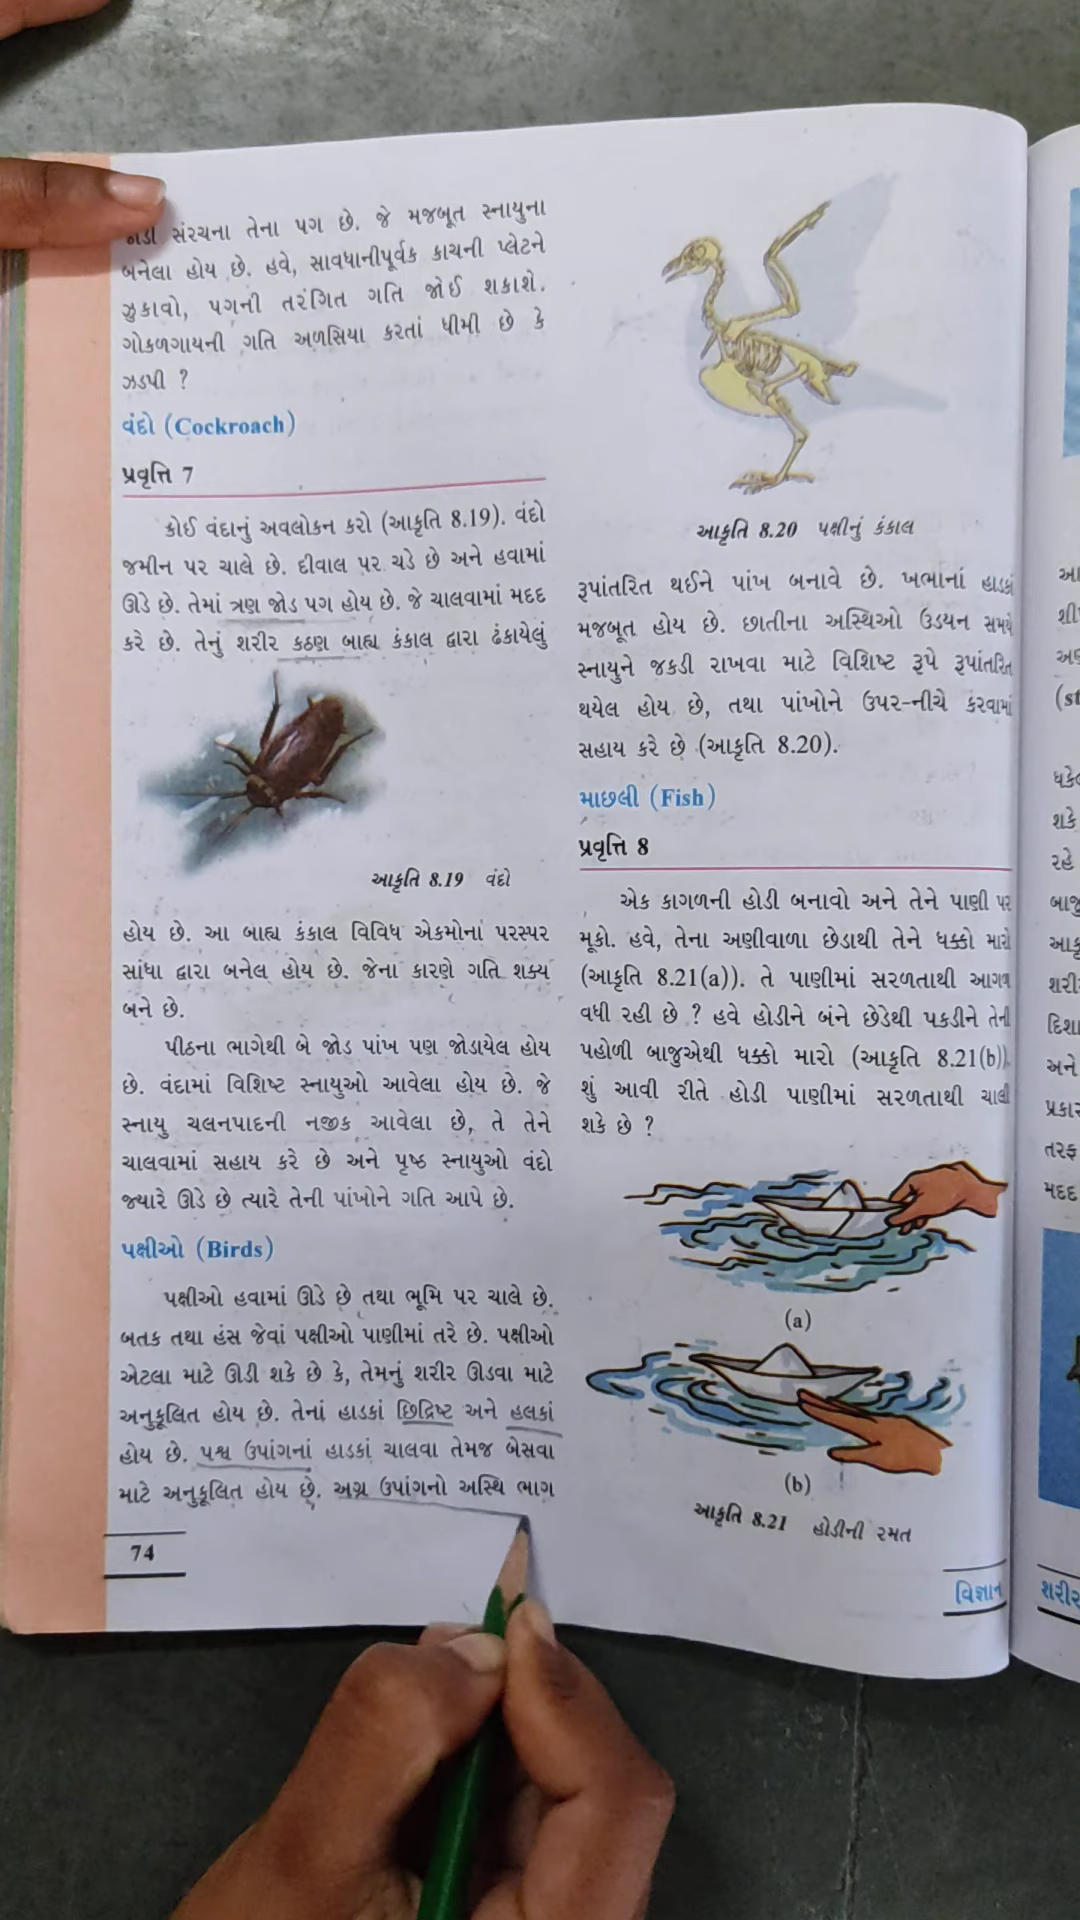 સંરચના તેના પગ છે. જે મજબૂત સ્નાયુના
બનેલા હોય છે. હવે, સાવધાનીપૂર્વક કાચની પ્લેટને
ઝુકાવો, પગની તરંગિત ગતિ જોઈ શકાશે.
ગોકળગાયની ગતિ અળસિયા કરતાં ધીમી છે કે
ઝડપી ?
વંદો (Cockroach)
પ્રવૃત્તિ 7
કોઈ વંદાનું અવલોકન કરો (આકૃતિ 8.19). વંદો
જમીન પર ચાલે છે. દીવાલ પર ચડે છે અને હવામાં
ઊડે છે. તેમાં ત્રણ જોડ પગ હોય છે. જે ચાલવામાં મદદ
કરે છે. તેનું શરીર કઠણ બાહ્ય કંકાલ દ્વારા ઢંકાયેલું
આકૃતિ 8.19 વંદો
હોય છે. આ બાહ્ય કંકાલ વિવિધ એકમોનાં પરસ્પર
સાંધા દ્વારા બનેલ હોય છે. જેના કારણે ગતિ શક્ય
બને છે.
પીઠના ભાગેથી બે જોડ પાંખ પણ જોડાયેલ હોય
છે. વંદામાં વિશિષ્ટ સ્નાયુઓ આવેલા હોય છે. જે
સ્નાયુ ચલનપાદની નજીક આવેલા છે, તે તેને
ચાલવામાં સહાય કરે છે અને પૃષ્ઠ સ્નાયુઓ વંદો
જ્યારે ઊડે છે ત્યારે તેની પાંખોને ગતિ આપે છે.
પક્ષીઓ (Birds)
પક્ષીઓ હવામાં ઊડે છે તથા ભૂમિ પર ચાલે છે.
બતક તથા હંસ જેવાં પક્ષીઓ પાણીમાં તરે છે. પક્ષીઓ
એટલા માટે ઊડી શકે છે કે, તેમનું શરીર ઊડવા માટે
અનુકૂલિત હોય છે. તેનાં હાડકાં છિદ્રિષ્ટ અને હલકાં
હોય છે. પશ્વ ઉપાંગનાં હાડકાં ચાલવા તેમજ બેસવા
માટે અનુકૂલિત હોય છે. અગ્ર ઉપાંગનો અસ્થિ ભાગ
74
આકૃતિ 8.20 પક્ષીનું કંકાલ
રૂપાંતરિત થઈને પાંખ બનાવે છે. ખભાનાં હાડકાં
મજબૂત હોય છે. છાતીના અસ્થિઓ ઉડયન સમયે
સ્નાયુને જકડી રાખવા માટે વિશિષ્ટ રૂપે રૂપાંતરિત
થયેલ હોય છે, તથા પાંખોને ઉપર-નીચે કરવામાં
સહાય કરે છે (આકૃતિ 8.20).
માછલી (Fish)
પ્રવૃત્તિ 8
એક કાગળની હોડી બનાવો અને તેને પાણી પર
મૂકો. હવે, તેના અણીવાળા છેડાથી તેને ધક્કો મારો
(આકૃતિ 8.21(a)). તે પાણીમાં સરળતાથી આગળ
વધી રહી છે ? હવે હોડીને બંને છેડેથી પકડીને તેની
પહોળી બાજુએથી ધક્કો મારો (આકૃતિ 8.21(b)).
શું આવી રીતે હોડી પાણીમાં સરળતાથી ચાલી
શકે છે ?
(a)
(b)
આકૃતિ 8.21 હોડીની રમત
વિજ્ઞાન
(st
શકે
રહે
અને
તરફ
મદદ